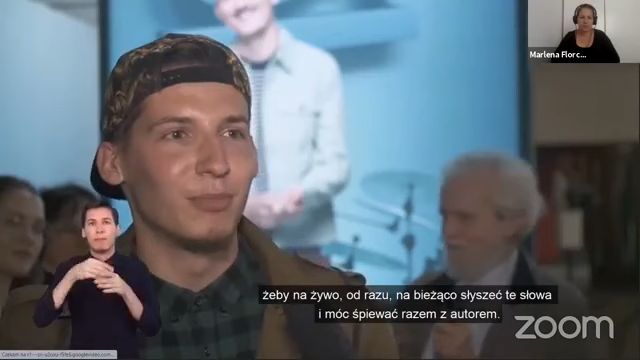 Marlena Florc...
żeby na żywo, od razu, na bieżąco słyszeć te słowa
i móc śpiewać razem z autorem.
zoom